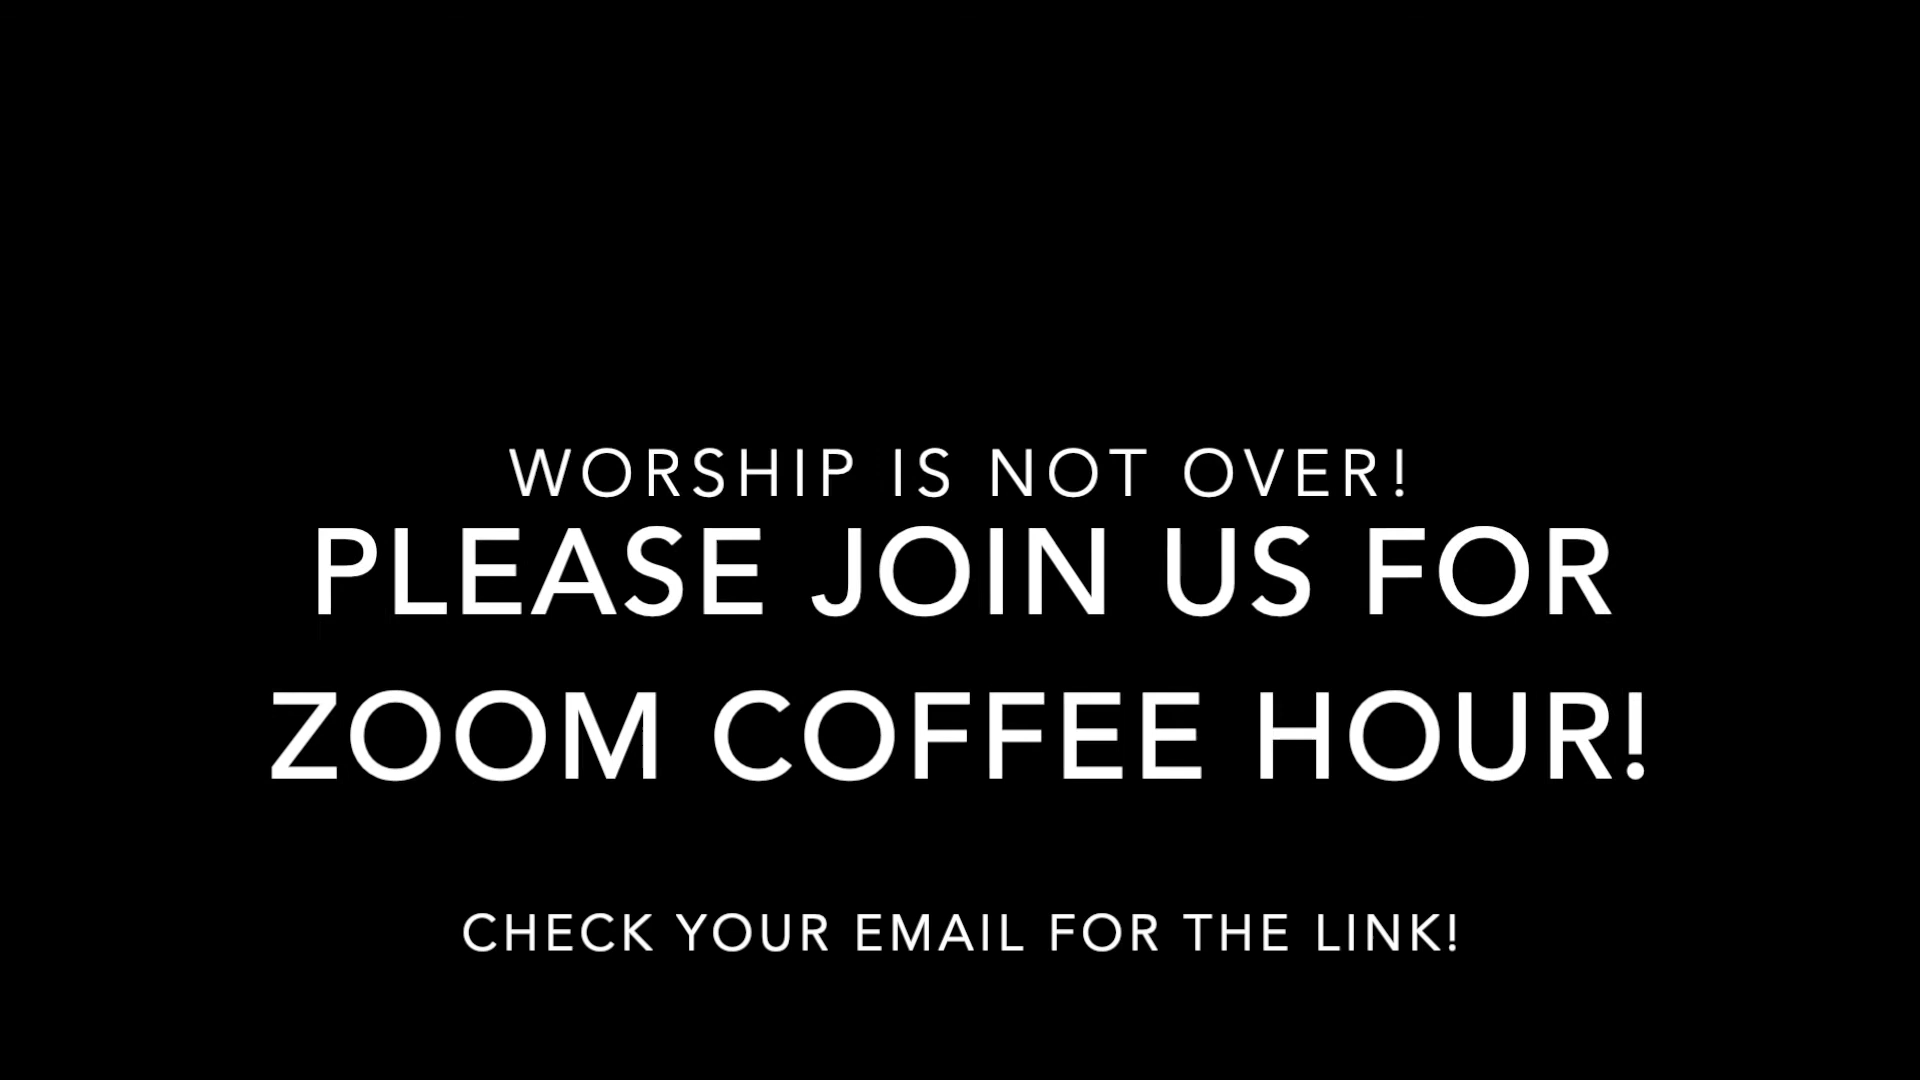 WORSHIP IS NOT OVER!
PLEASE JOIN US FOR
ZOOM COFFEE HOUR!
CHECK YOUR EMAIL FOR THE LINK!